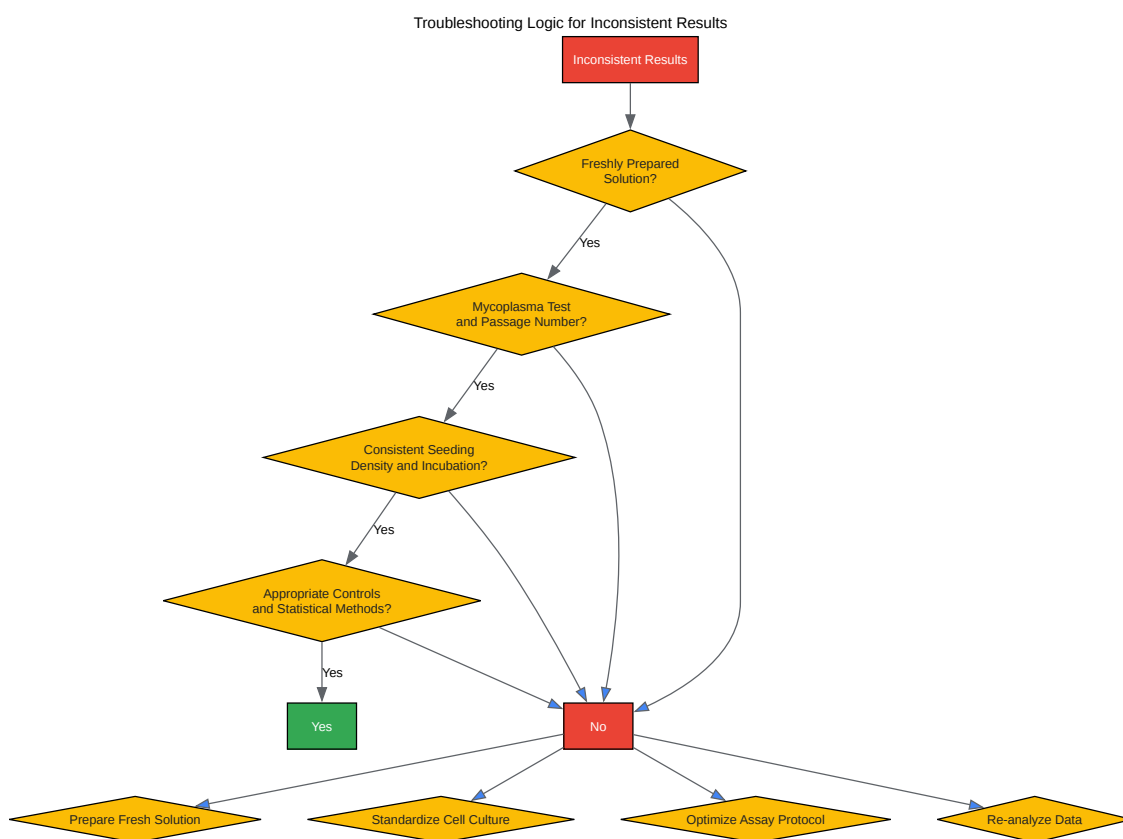 Troubleshooting Logic for Inconsistent Results
Inconsistent Results
Freshly Prepared
Solution?
Yes
Mycoplasma Test
and Passage Number?
Yes
Consistent Seeding
Density and Incubation?
Yes
Appropriate Controls
and Statistical Methods?
Yes
Yes
No
Prepare Fresh Solution
Standardize Cell Culture
Optimize Assay Protocol
Re-analyze Data